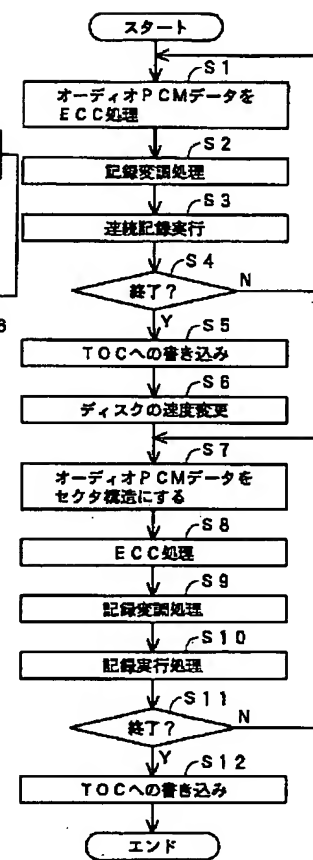 スタート
S1
オーディオPCMデータを
ECC処理
S2
記録変調処理
S3
連続記録実行
S4
終了?
N
Y
S5
TOCへの書き込み
S6
ディスクの速度変更
S7
オーディオPCMデータを
セクタ構造にする
S8
ECC処理
S9
記録変調処理
S10
記録実行処理
S11
終了?
N
Y
S12
TOCへの書き込み
エンド